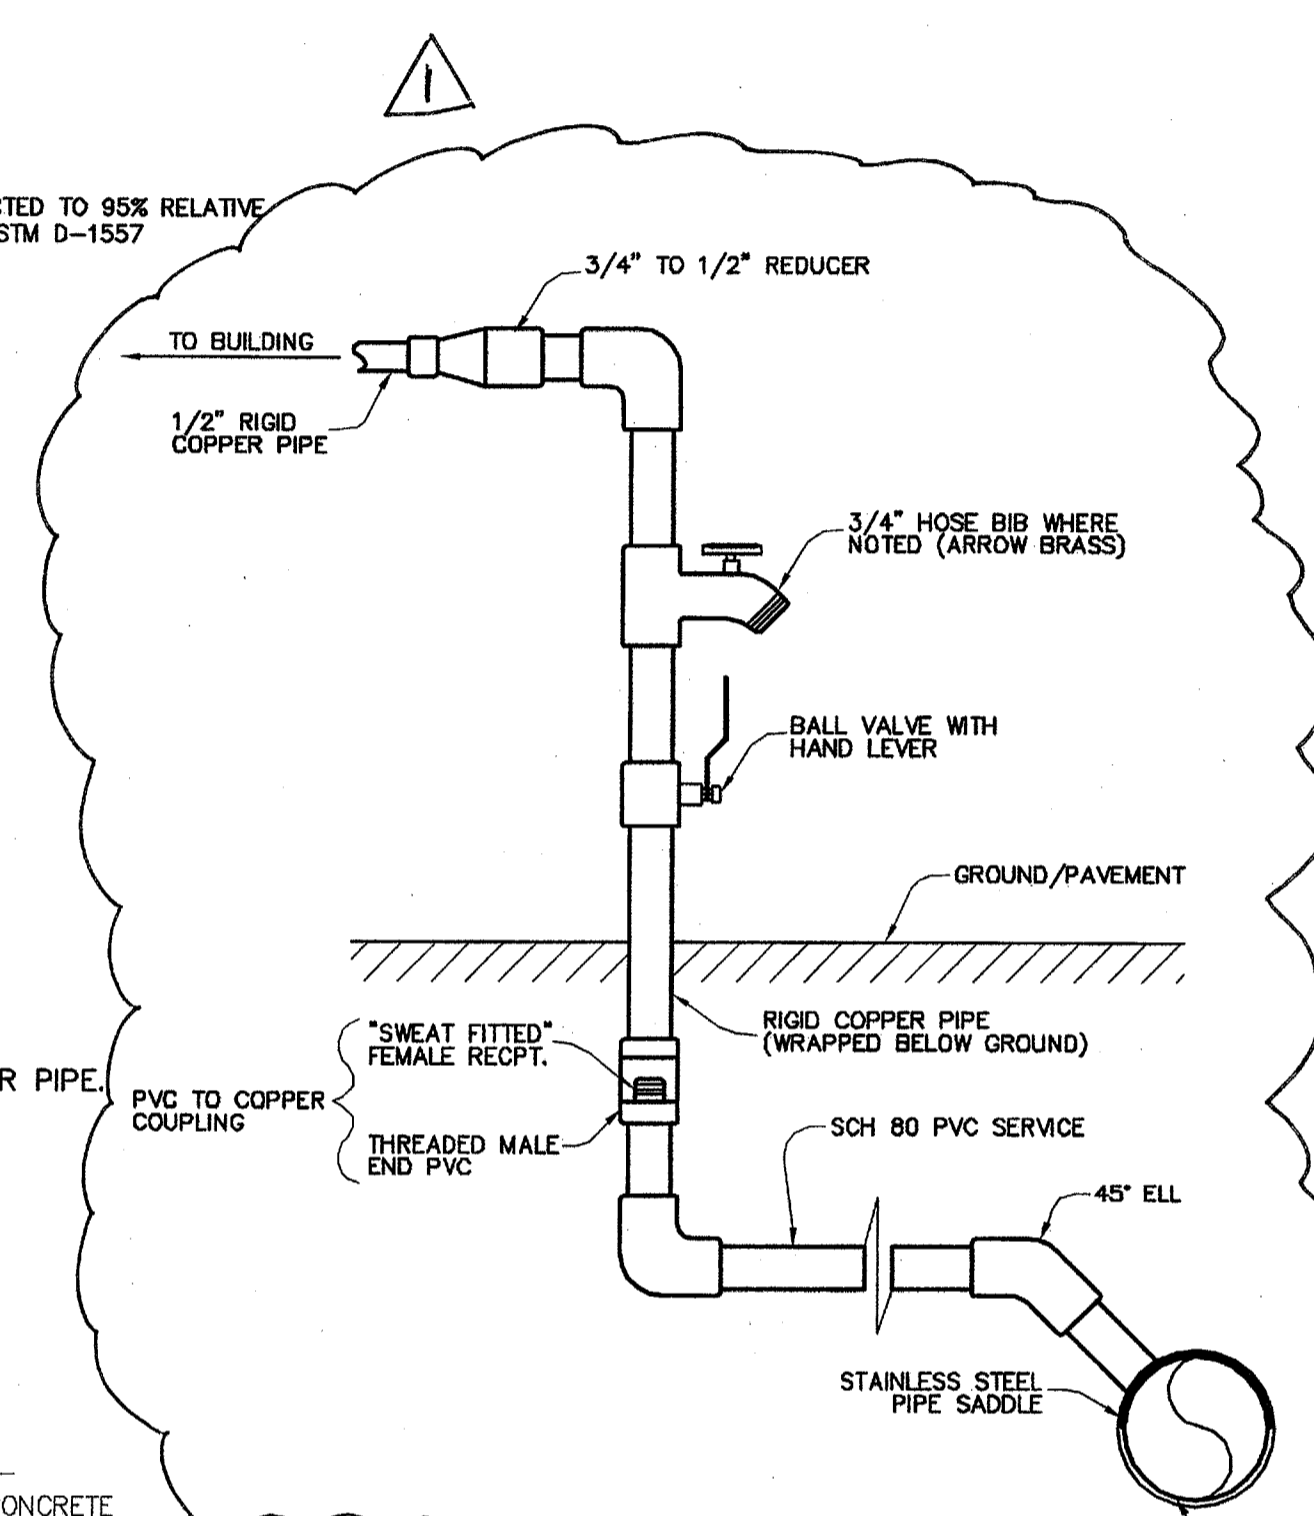 1
CTED TO 95% RELATIVE
STM D-1557
3/4" TO 1/2" REDUCER
TO BUILDING
1/2" RIGID
COPPER PIPE
3/4" HOSE BIB WHERE
NOTED (ARROW BRASS)
BALL VALVE WITH
HAND LEVER
GROUND/PAVEMENT
RIGID COPPER PIPE
(WRAPPED BELOW GROUND)
"SWEAT FITTED"
FEMALE RECPT.
R PIPE.
PVC TO COPPER
COUPLING
THREADED MALE
END PVC
SCH 80 PVC SERVICE
45° ELL
STAINLESS STEEL
PIPE SADDLE
ONCRETE